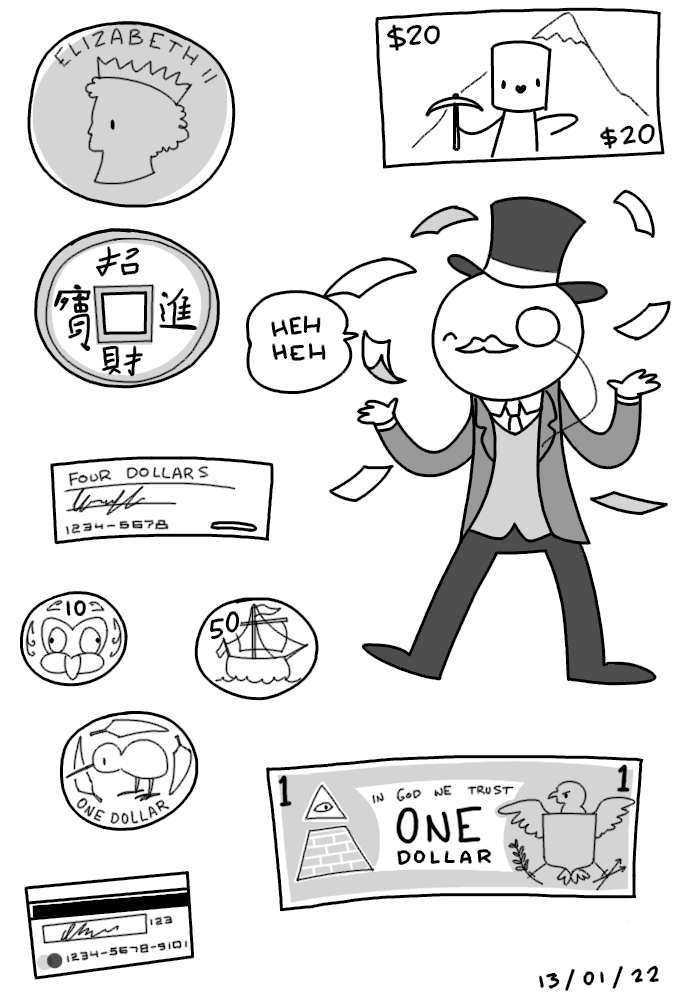 ELIZABETH II
$20
$20
招
寶 進
財
HEH
HEH
FOUR DOLLARS
1234-5678
10
50
ONE DOLLAR
1 1
IN GOD WE TRUST
ONE
DOLLAR
123
1234-5678-9101
13/01/22